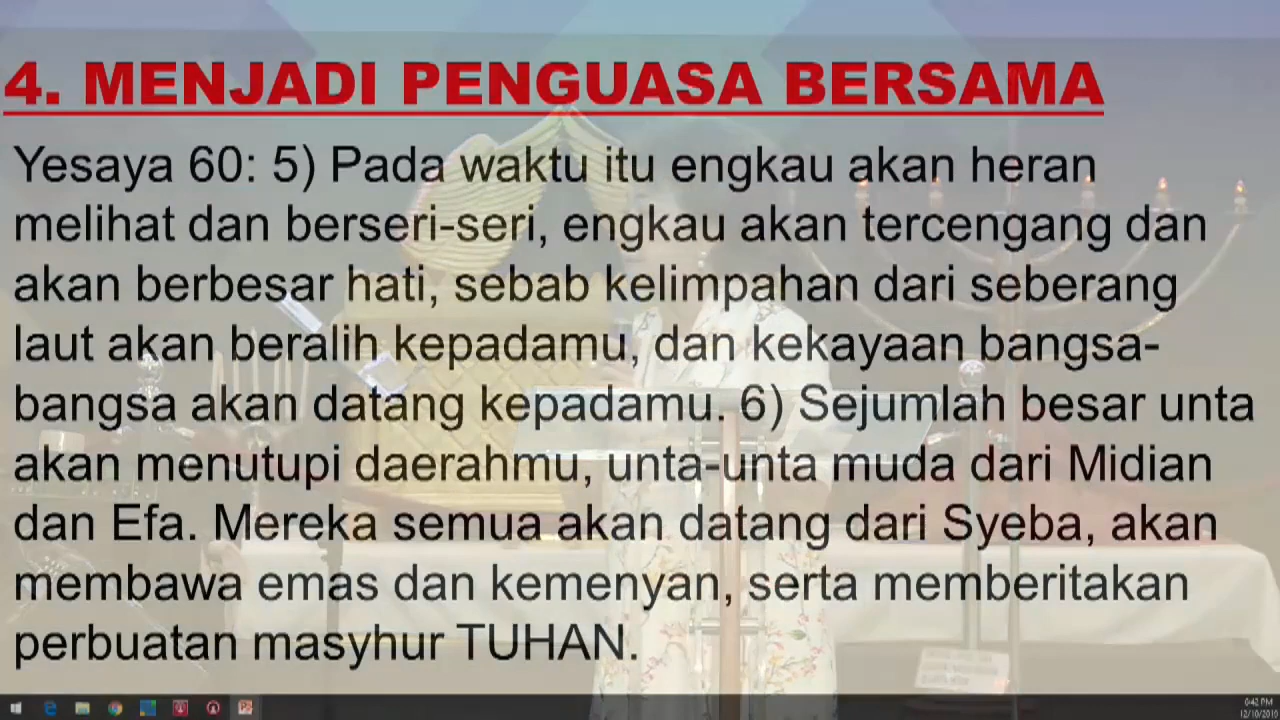 4. MENJADI PENGUASA BERSAMA
Yesaya 60: 5) Pada waktu itu engkau akan heran
melihat dan berseri-seri, engkau akan tercengang dan
akan berbesar hati, sebab kelimpahan dari seberang
laut akan beralih kepadamu, dan kekayaan bangsa-
bangsa akan datang kepadamu. 6) Sejumlah besar unta
akan menutupi daerahmu, unta-unta muda dari Midian
dan Efa. Mereka semua akan datang dari Syeba, akan
membawa emas dan kemenyan, serta memberitakan
perbuatan masyhur TUHAN.